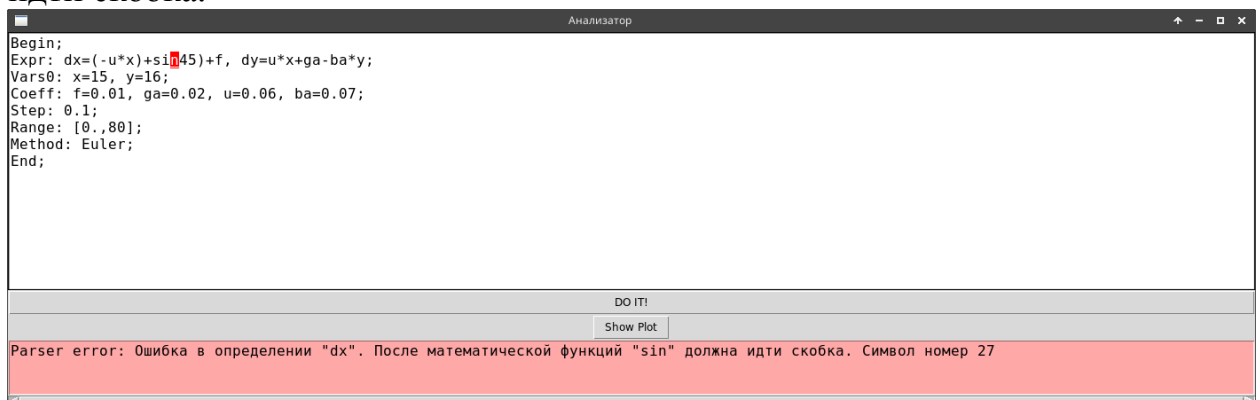 идти скобка.
Анализатор
Begin;
Expr: dx=(-u*x)+sin45)+f, dy=u*x+ga-ba*y;
Vars0: x=15, y=16;
Coeff: f=0.01, ga=0.02, u=0.06, ba=0.07;
Step: 0.1;
Range: [0.,80];
Method: Euler;
End;
DO IT!
Show Plot
Parser error: Ошибка в определении "dx". После математической функций "sin" должна идти скобка. Символ номер 27